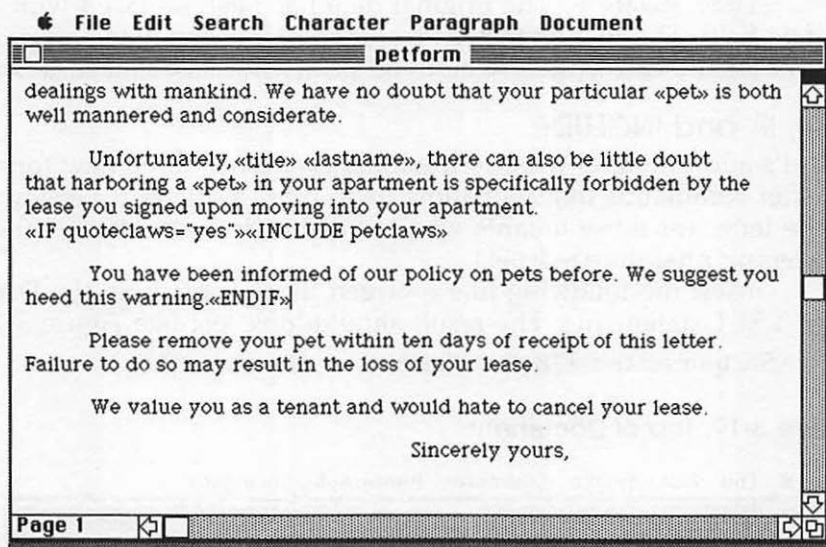 File Edit Search Character Paragraph Document
petform
dealings with mankind. We have no doubt that your particular «pet» is both
well mannered and considerate.
Unfortunately, «title» «lastname», there can also be little doubt
that harboring a «pet» in your apartment is specifically forbidden by the
lease you signed upon moving into your apartment.
«IF quoteclaws="yes"»«INCLUDE petclaws»
You have been informed of our policy on pets before. We suggest you
heed this warning.«ENDIF»
Please remove your pet within ten days of receipt of this letter.
Failure to do so may result in the loss of your lease.
We value you as a tenant and would hate to cancel your lease.
Sincerely yours,
Page 1